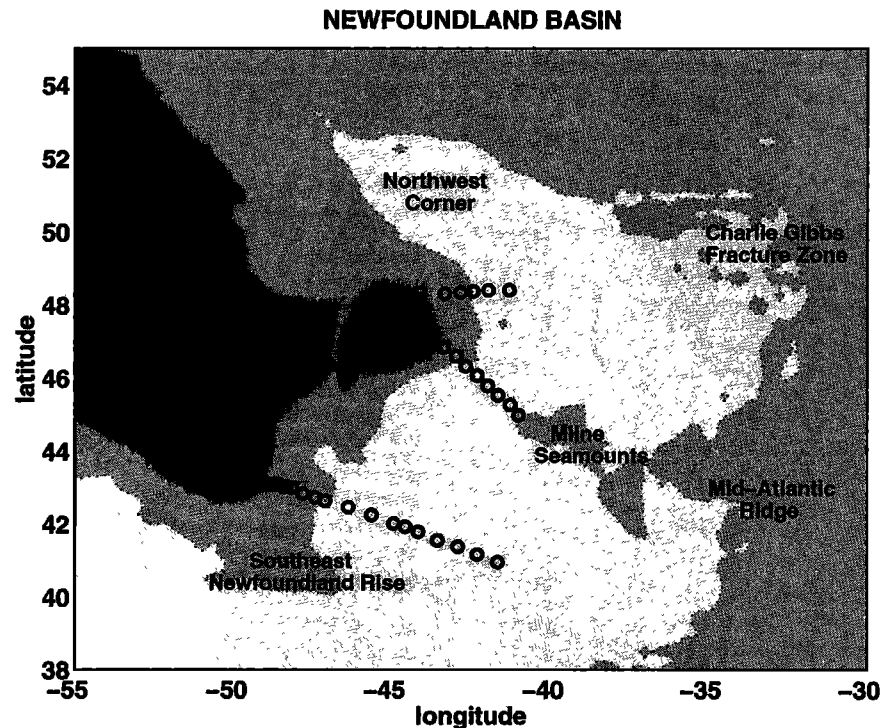 NEWFOUNDLAND BASIN
54
52
50
48
46
44
42
40
38
latitude
Northwest
Corner
Charlie Gibbs
Fracture Zone
Milne
Seamounts
Mid-Atlantic
Ridge
Southeast
Newfoundland Rise
-55
-50
-45
-40
-35
-30
longitude